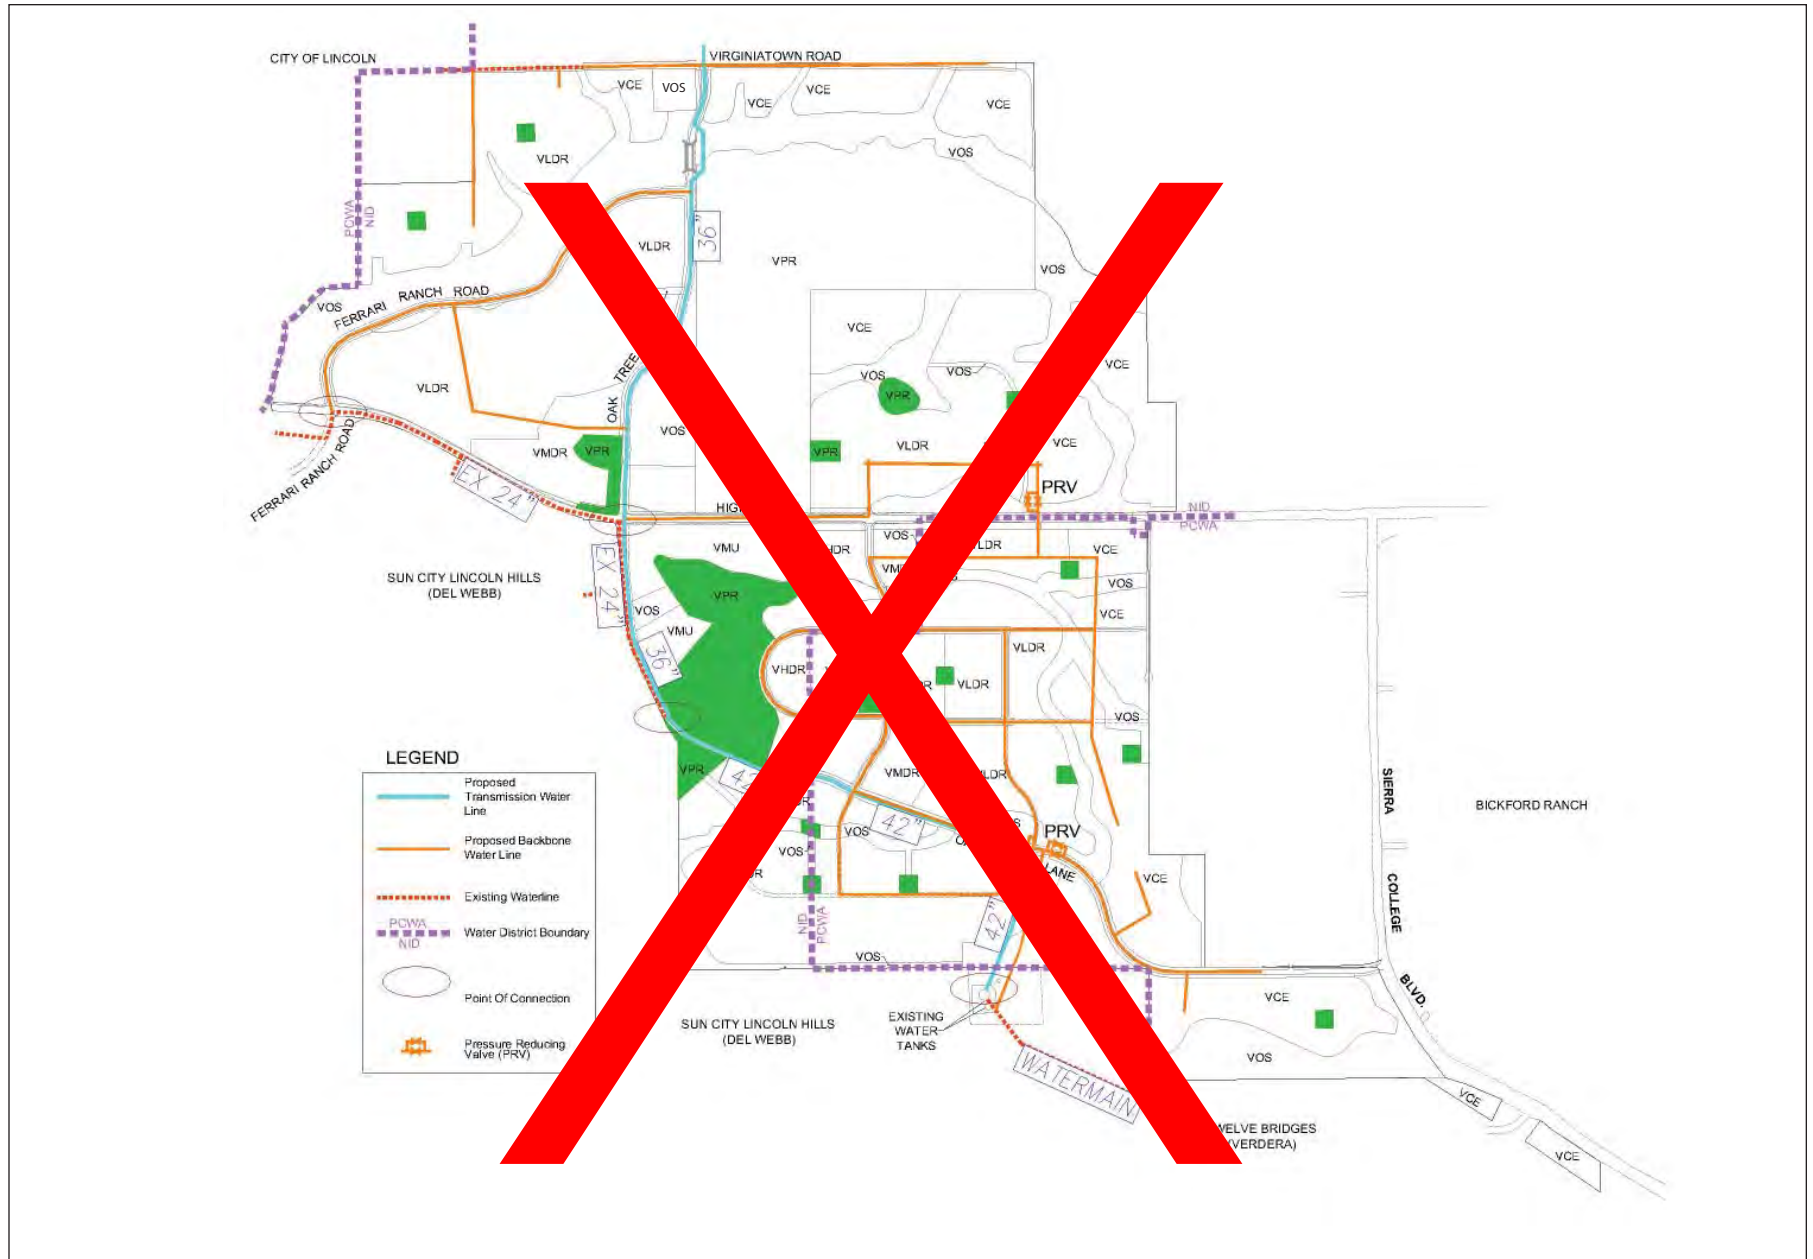 CITY OF LINCOLN
VIRGINIATOWN ROAD
VCE
VOS
VCE
VCE
VCE
VLDR
VOS
PCWA
NID
VLDR
36"
VPR
VOS
VOS
FERRARI RANCH ROAD
VCE
OAK TREE
VLDR
VOS
VOS
VCE
VPR
FERRARI RANCH ROAD
VOS
VMDR
VPR
VLDR
VPR
VCE
EX 24"
PRV
NID
PCWA
VMU
VOS
VCE
EX 24"
SUN CITY LINCOLN HILLS
(DEL WEBB)
VPR
VOS
VOS
VCE
VMU
36"
VLDR
VHDR
VLDR
VOS
LEGEND
Proposed
Transmission Water
Line
Proposed Backbone
Water Line
Existing Waterline
PCWA
NID
Water District Boundary
Point Of Connection
Pressure Reducing
Valve (PRV)
VPR
VMDR
42"
VOS
PRV
VOS
LANE
VCE
NID
PCWA
42"
VOS
SIERRA
COLLEGE
BLVD.
BICKFORD RANCH
SUN CITY LINCOLN HILLS
(DEL WEBB)
EXISTING
WATER
TANKS
WATERMAIN
VCE
VOS
VCE
VCE